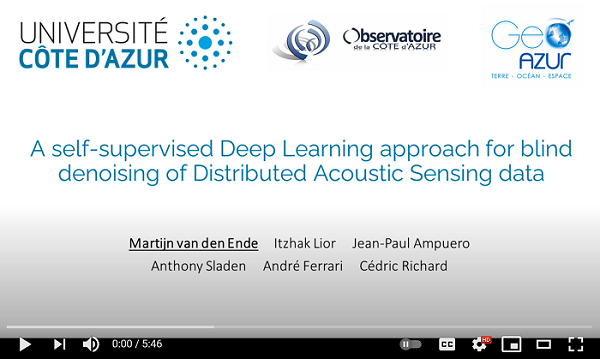 UNIVERSITÉ
CÔTE D'AZUR
Observatoire
de la CÔTE d'AZUR
Geo
AZUR
TERRE - OCÉAN - ESPACE
A self-supervised Deep Learning approach for blind
denoising of Distributed Acoustic Sensing data
Martijn van den Ende Itzhak Lior Jean-Paul Ampuero
Anthony Sladen André Ferrari Cédric Richard
0:00 / 5:46 CC HD